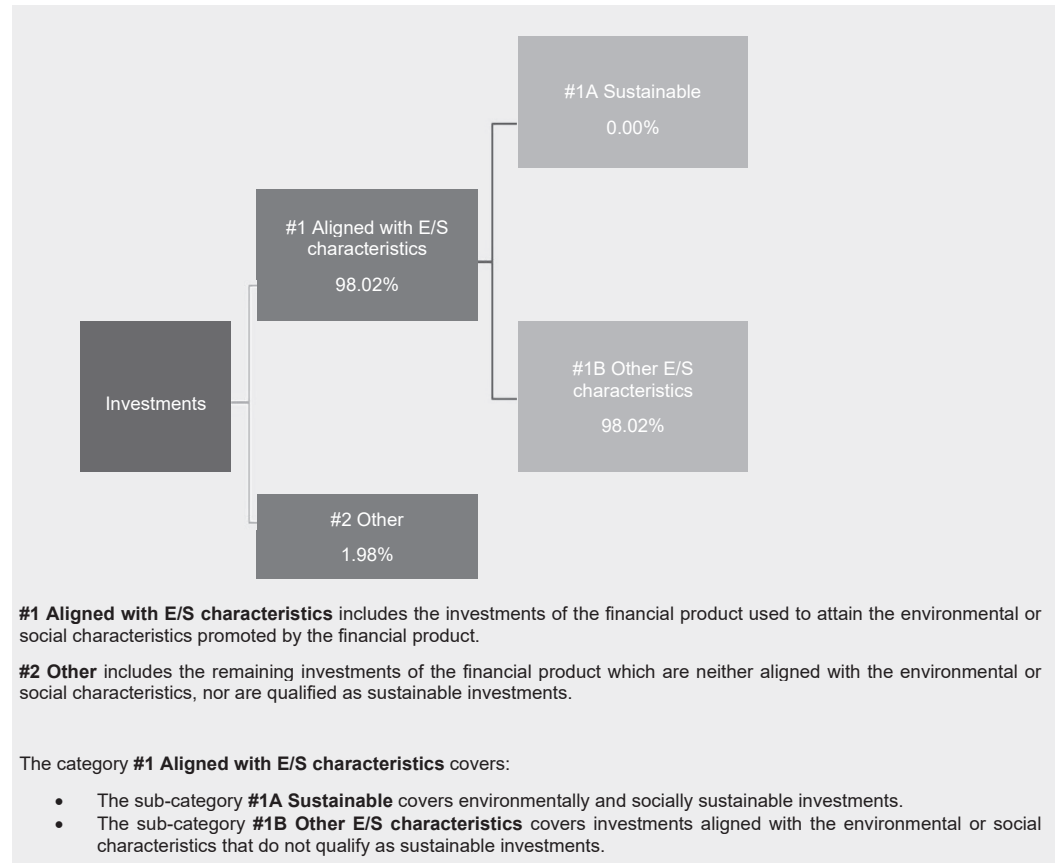 #1A Sustainable
0.00%
#1 Aligned with E/S
characteristics
98.02%
Investments
#1B Other E/S
characteristics
98.02%
#2 Other
1.98%
#1 Aligned with E/S characteristics includes the investments of the financial product used to attain the environmental or
social characteristics promoted by the financial product.
#2 Other includes the remaining investments of the financial product which are neither aligned with the environmental or
social characteristics, nor are qualified as sustainable investments.
The category #1 Aligned with E/S characteristics covers:
• The sub-category #1A Sustainable covers environmentally and socially sustainable investments.
• The sub-category #1B Other E/S characteristics covers investments aligned with the environmental or social
characteristics that do not qualify as sustainable investments.